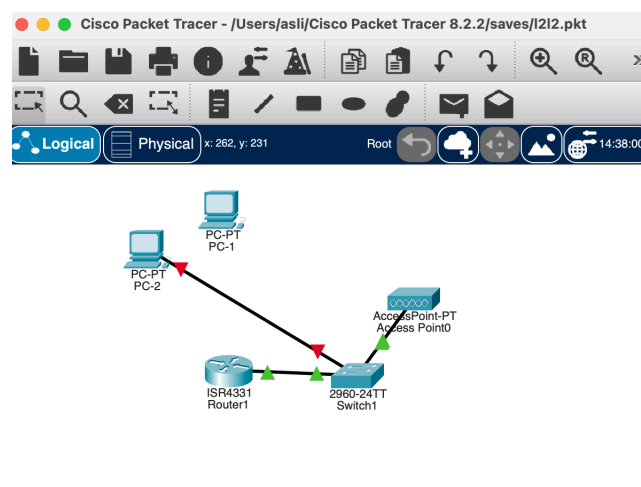 Cisco Packet Tracer - /Users/asli/Cisco Packet Tracer 8.2.2/saves/l2l2.pkt
Logical Physical x: 262, y: 231 Root 14:38:00
PC-PT
PC-1
PC-PT
PC-2
AccessPoint-PT
Access Point0
ISR4331
Router1
2960-24TT
Switch1